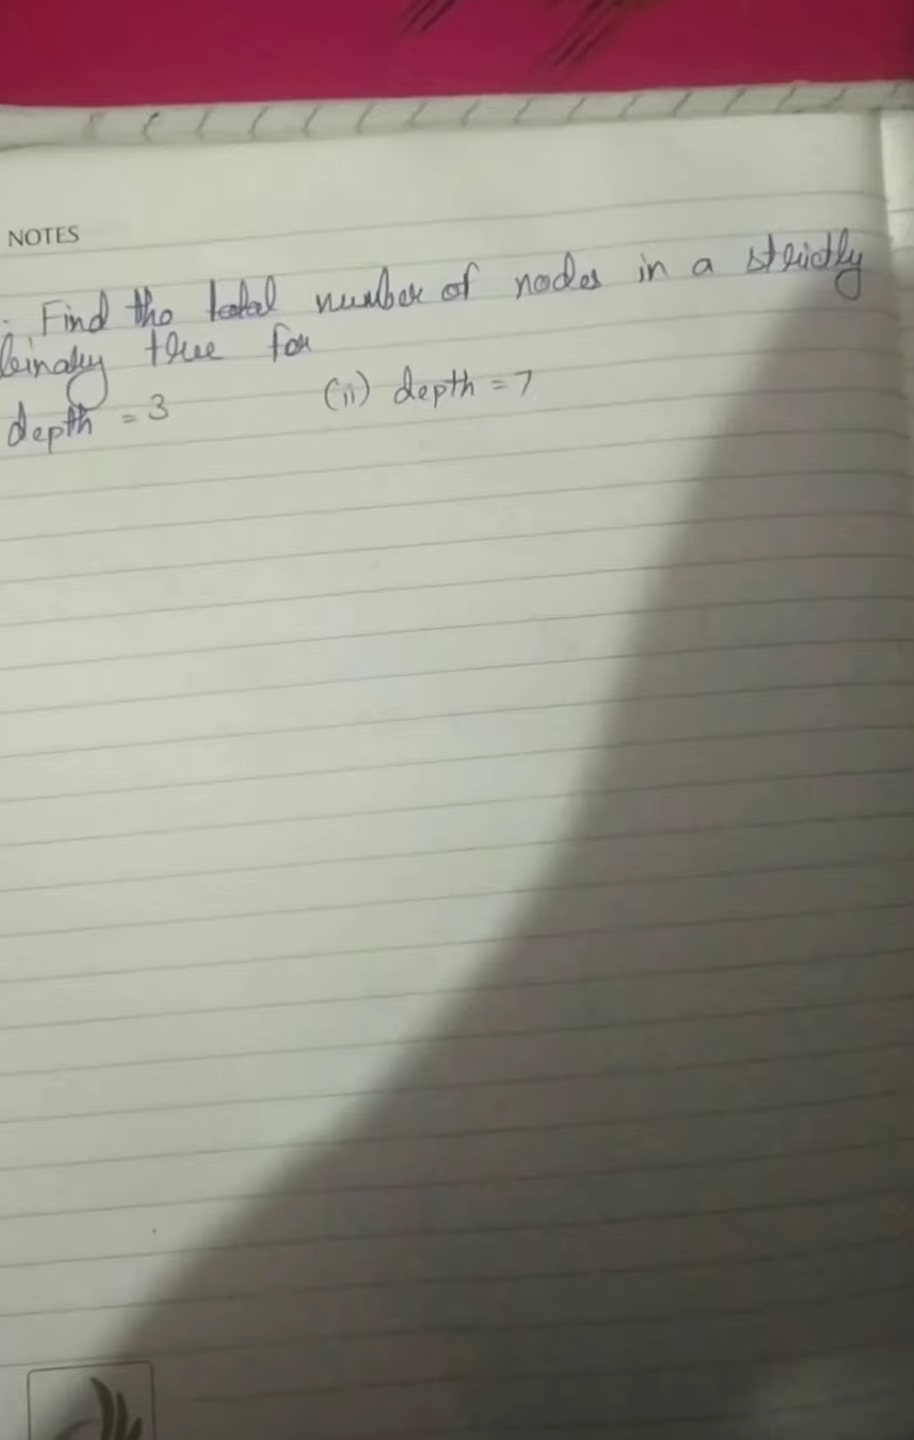 NOTES
. Find the total number of nodes in a strictly
binary tree for
depth = 3 (ii) depth = 7